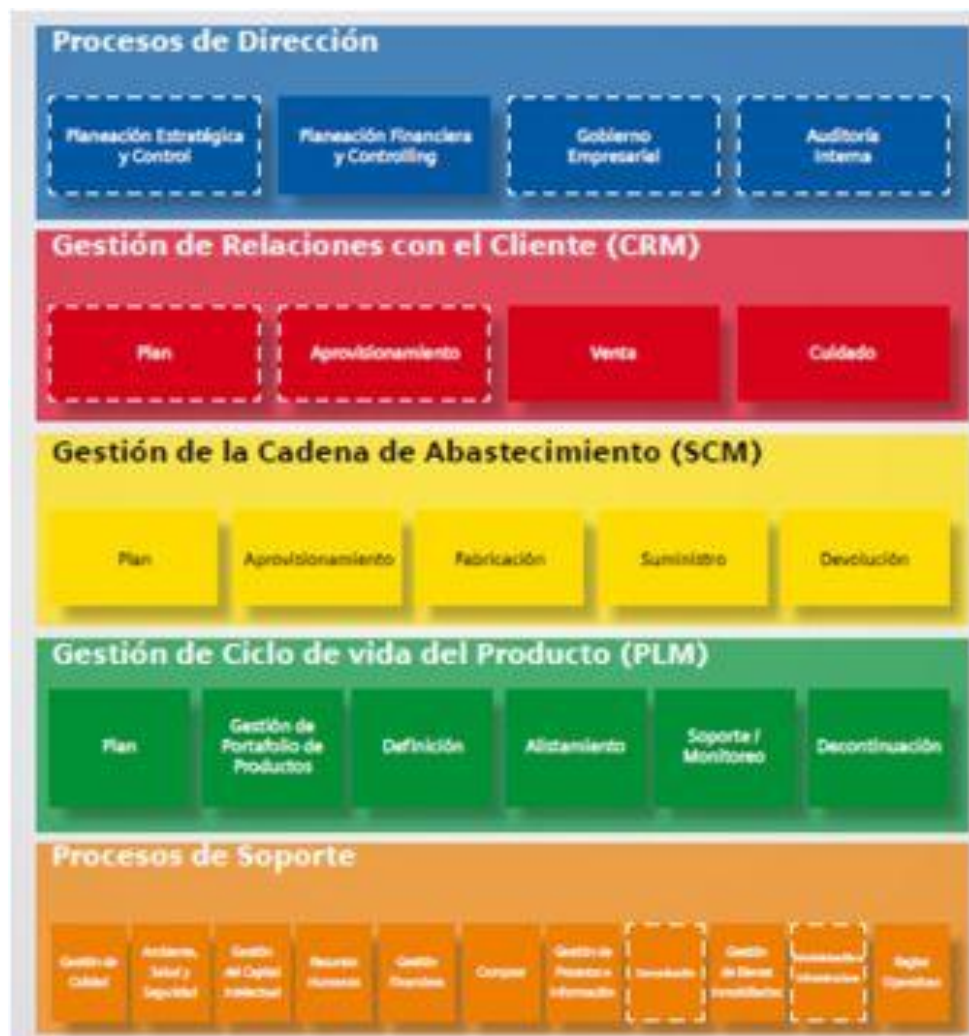 Procesos de Dirección
Planeación Estratégica
y Control
Planeación Financiera
y Controlling
Gobierno
Empresarial
Auditoría
Interna
Gestión de Relaciones con el Cliente (CRM)
Plan
Aprovisionamiento
Venta
Cuidado
Gestión de la Cadena de Abastecimiento (SCM)
Plan
Aprovisionamiento
Fabricación
Suministro
Devolución
Gestión de Ciclo de vida del Producto (PLM)
Plan
Gestión de
Portafolio de
Productos
Definición
Alistamiento
Soporte /
Monitoreo
Decontinuación
Procesos de Soporte
Gestión de
Calidad
Ambiente,
Salud y
Seguridad
Gestión
del Capital
Intelectual
Recursos
Humanos
Gestión
Financiera
Compras
Gestión de
Procesos e
Información
Gestión
de Bienes
Inmobiliarios